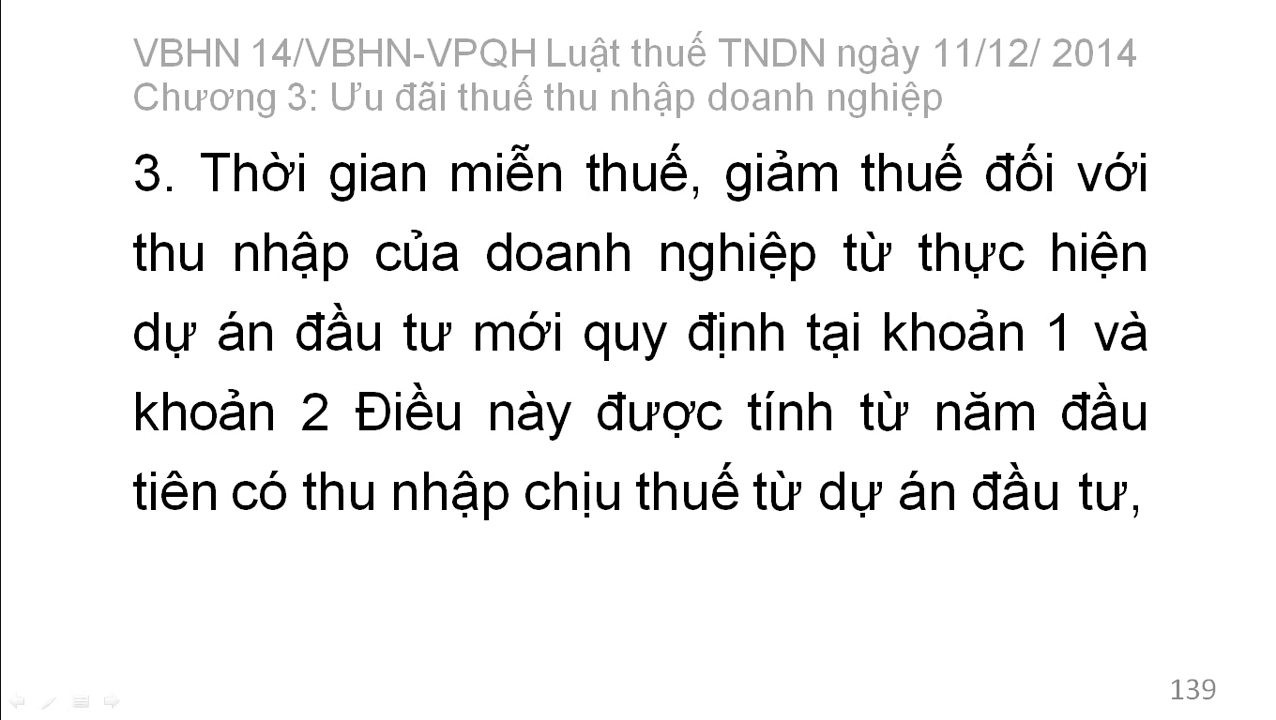 VBHN 14/VBHN-VPQH Luật thuế TNDN ngày 11/12/ 2014
Chương 3: Ưu đãi thuế thu nhập doanh nghiệp
3. Thời gian miễn thuế, giảm thuế đối với
thu nhập của doanh nghiệp từ thực hiện
dự án đầu tư mới quy định tại khoản 1 và
khoản 2 Điều này được tính từ năm đầu
tiên có thu nhập chịu thuế từ dự án đầu tư,
139